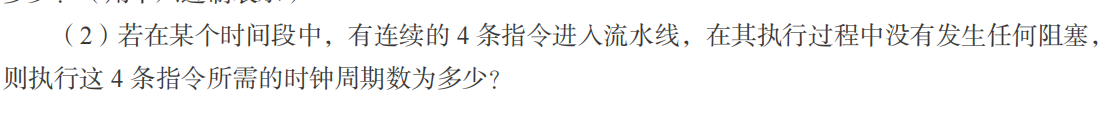 （2）若在某个时间段中，有连续的 4 条指令进入流水线，在其执行过程中没有发生任何阻塞，
则执行这 4 条指令所需的时钟周期数为多少？